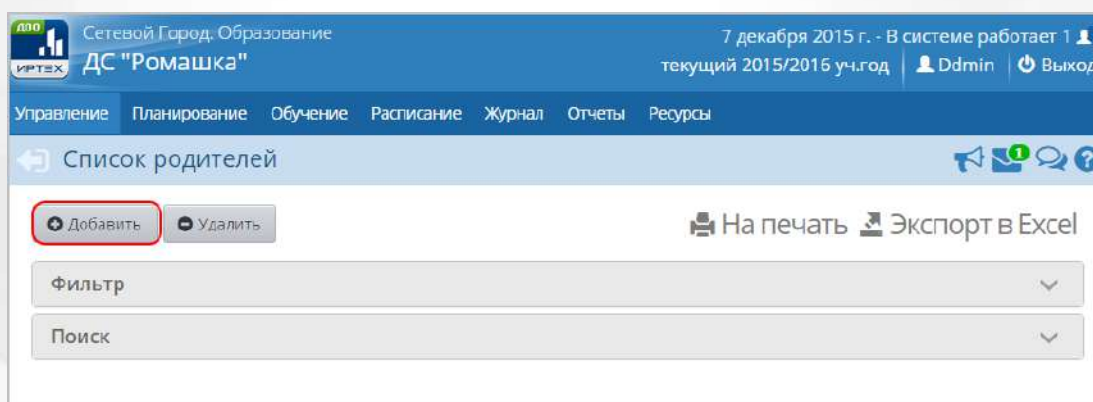 ДПО
ИРТЕХ
Сетевой Город. Образование
ДС "Ромашка"
7 декабря 2015 г. - В системе работает 1
текущий 2015/2016 уч.год Ddmin Выход
Управление Планирование Обучение Расписание Журнал Отчеты Ресурсы
Список родителей
1 ?
Добавить Удалить На печать Экспорт в Excel
Фильтр
Поиск